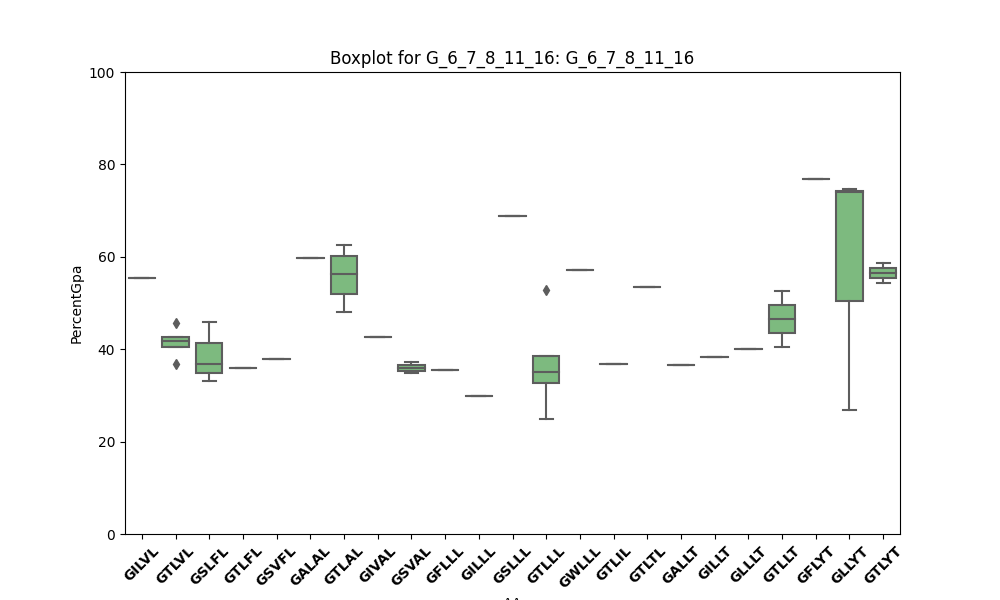 Boxplot for G_6_7_8_11_16: G_6_7_8_11_16
100
80
60
40
20
0
PercentGpa
GILVL GTLVL GSLFL GTLFL GSVFL GALAL GTLAL GIVAL GSVAL GFLLL GILLL GSLLL GTLLL GWLLL GTLIL GTLTL GALLT GILLT GLLLT GTLLT GFLYT GLLYT GTLYT